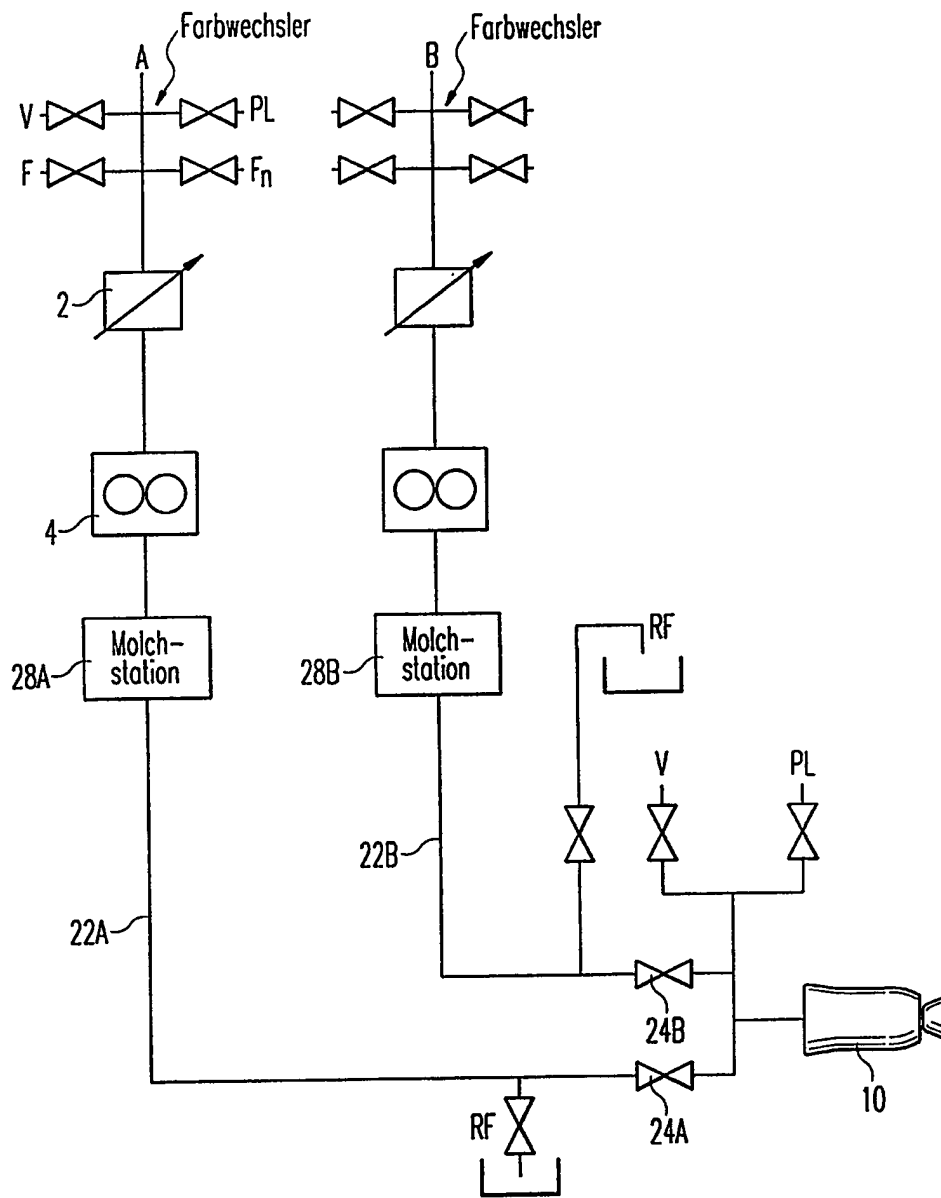 Farbwechsler
Farbwechsler
A
B
V
PL
F
Fn
2
4
Molch-
station
28A
Molch-
station
28B
RF
V
PL
22B
22A
24B
10
24A
RF